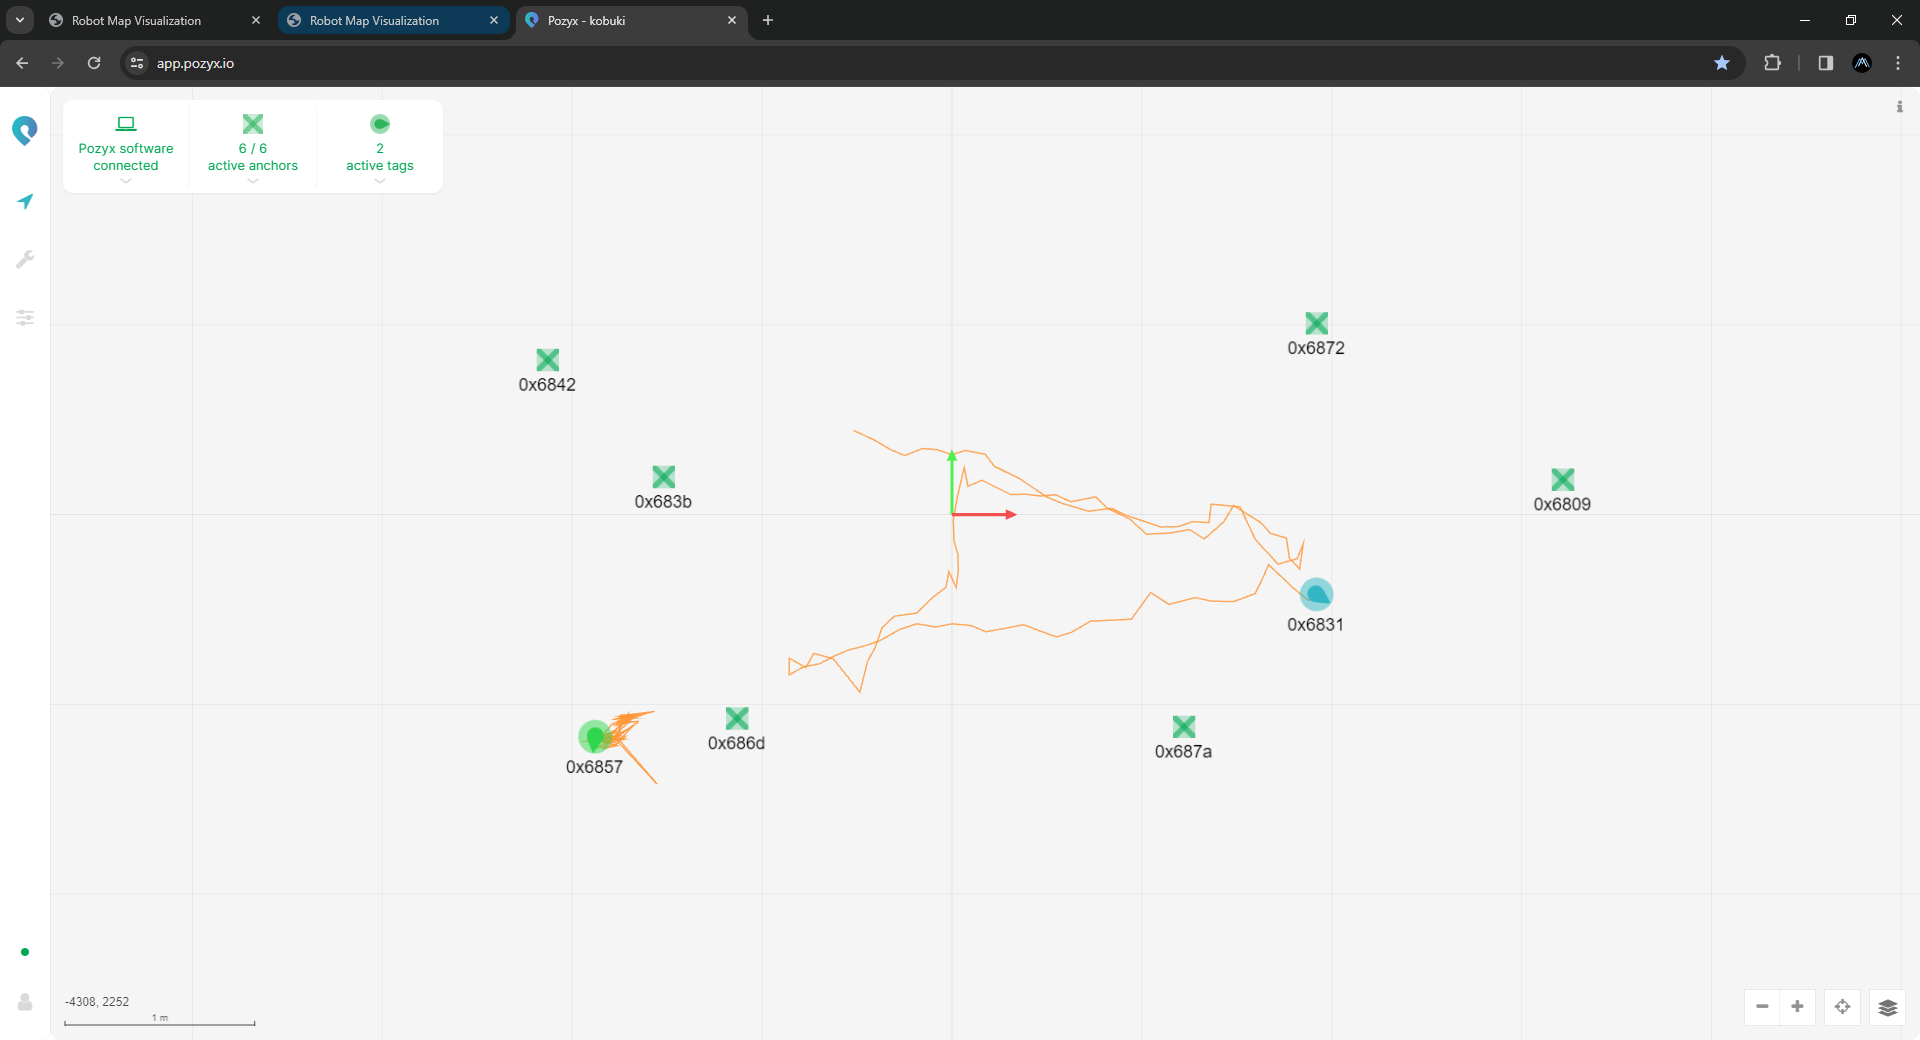 Robot Map Visualization
Robot Map Visualization
Pozyx - kobuki
app.pozyx.io
Pozyx software
connected
6 / 6
active anchors
2
active tags
0x6872
0x6842
0x683b
0x6809
0x6831
0x686d
0x687a
0x6857
-4308, 2252
1 m